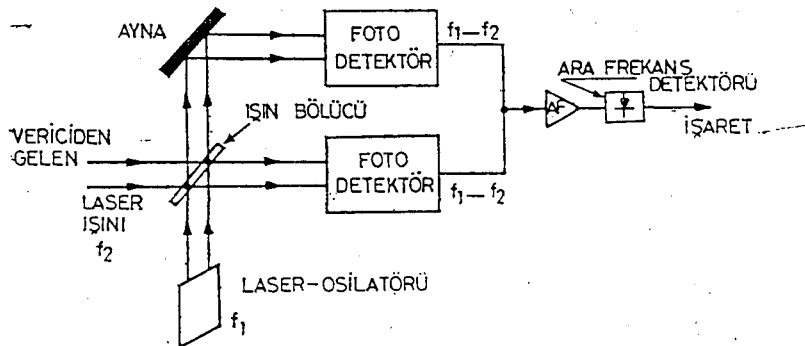 AYNA
FOTO
DETEKTÖR
f1–f2
ARA FREKANS
DETEKTÖRÜ
AF
İŞARET
IŞIN BÖLÜCÜ
VERİCİDEN
GELEN
LASER
IŞINI
f2
FOTO
DETEKTÖR
f1–f2
LASER-OSİLATÖRÜ
f1